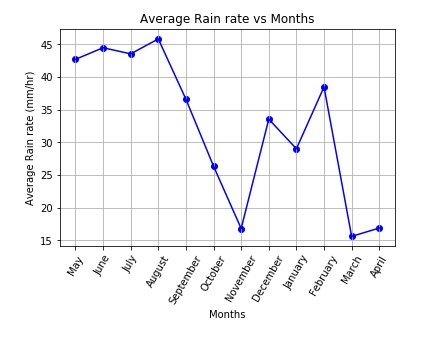 Average Rain rate vs Months
Average Rain rate (mm/hr)
45
40
35
30
25
20
15
May
June
July
August
September
October
November
December
January
February
March
April
Months